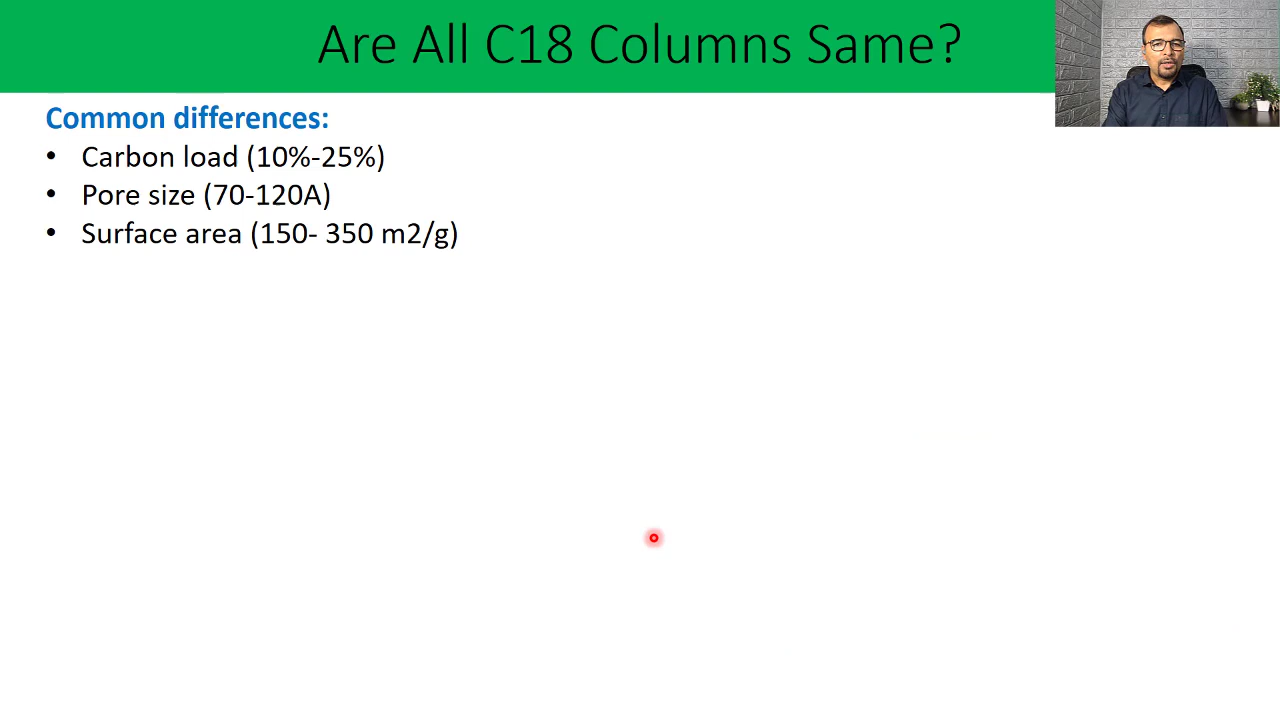 Are All C18 Columns Same?
Common differences:
• Carbon load (10%-25%)
• Pore size (70-120A)
• Surface area (150- 350 m2/g)